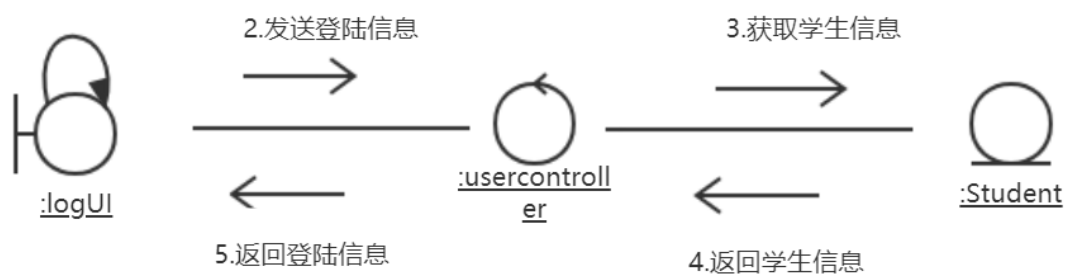 2.发送登陆信息
3.获取学生信息
:logUI
:usercontroll
er
:Student
5.返回登陆信息
4.返回学生信息